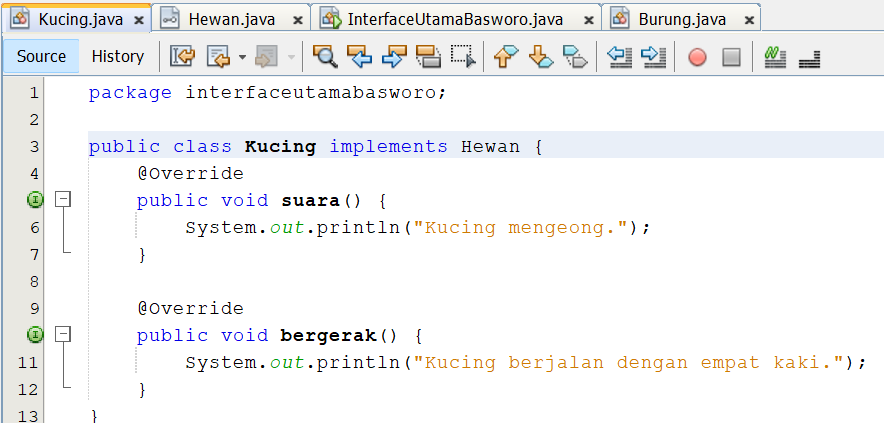 Kucing.java Hewan.java InterfaceUtamaBasworo.java Burung.java
Source History
1 package interfaceutamabasworo;
2
3 public class Kucing implements Hewan {
4 @Override
public void suara() {
6 System.out.println("Kucing mengeong.");
7 }
8
9 @Override
public void bergerak() {
11 System.out.println("Kucing berjalan dengan empat kaki.");
12 }
13 }